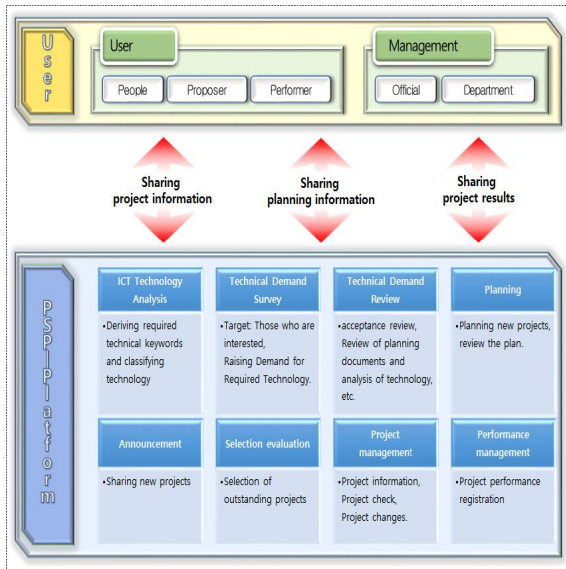 User
User
People Proposer Performer
Management
Official Department
Sharing
project information
Sharing
planning information
Sharing
project results
PSPI Platform
ICT Technology
Analysis
•Deriving required
technical keywords
and classifying
technology
Technical Demand
Survey
•Target: Those who are
interested,
Raising Demand for
Required Technology.
Technical Demand
Review
•acceptance review,
Review of planning
documents and
analysis of technology,
etc.
Planning
•Planning new projects,
review the plan.
Announcement
•Sharing new projects
Selection evaluation
•Selection of
outstanding projects
Project
management
•Project information,
Project check,
Project changes.
Performance
management
•Project performance
registration